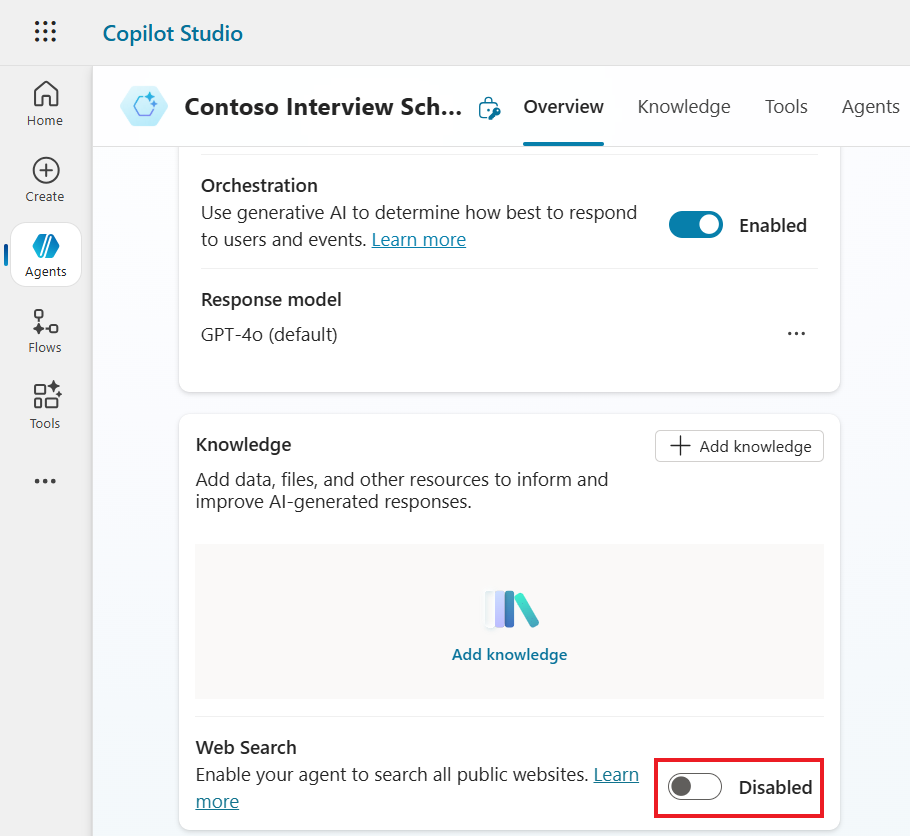 Copilot Studio
Home
Create
Agents
Flows
Tools
Contoso Interview Sch...
Overview
Knowledge
Tools
Agents
Orchestration
Use generative AI to determine how best to respond
to users and events. Learn more
Enabled
Response model
GPT-4o (default)
Knowledge
Add knowledge
Add data, files, and other resources to inform and
improve AI-generated responses.
Add knowledge
Web Search
Enable your agent to search all public websites. Learn
more
Disabled